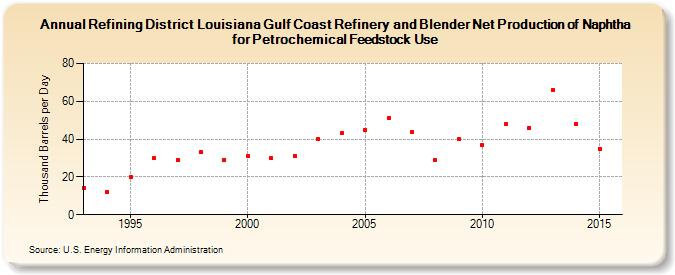 Annual Refining District Louisiana Gulf Coast Refinery and Blender Net Production of Naphtha
for Petrochemical Feedstock Use
Thousand Barrels per Day
80
60
40
20
0
1995
2000
2005
2010
2015
Source: U.S. Energy Information Administration